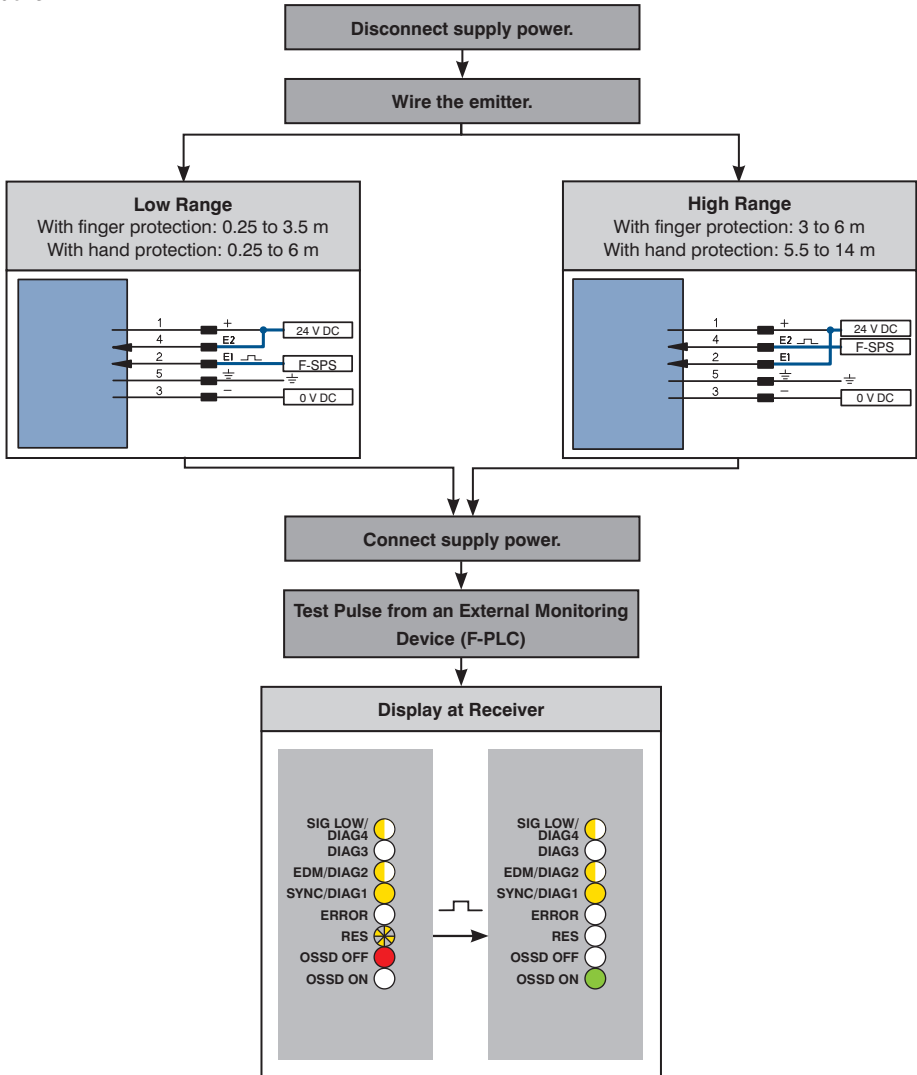 Disconnect supply power.
Wire the emitter.
Low Range
With finger protection: 0.25 to 3.5 m
With hand protection: 0.25 to 6 m
1 + 24 V DC
4 E2
2 E1 F-SPS
5
3 − 0 V DC
High Range
With finger protection: 3 to 6 m
With hand protection: 5.5 to 14 m
1 + 24 V DC
4 E2 F-SPS
2 E1
5
3 − 0 V DC
Connect supply power.
Test Pulse from an External Monitoring
Device (F-PLC)
Display at Receiver
SIG LOW/
DIAG4
DIAG3
EDM/DIAG2
SYNC/DIAG1
ERROR
RES
OSSD OFF
OSSD ON
SIG LOW/
DIAG4
DIAG3
EDM/DIAG2
SYNC/DIAG1
ERROR
RES
OSSD OFF
OSSD ON